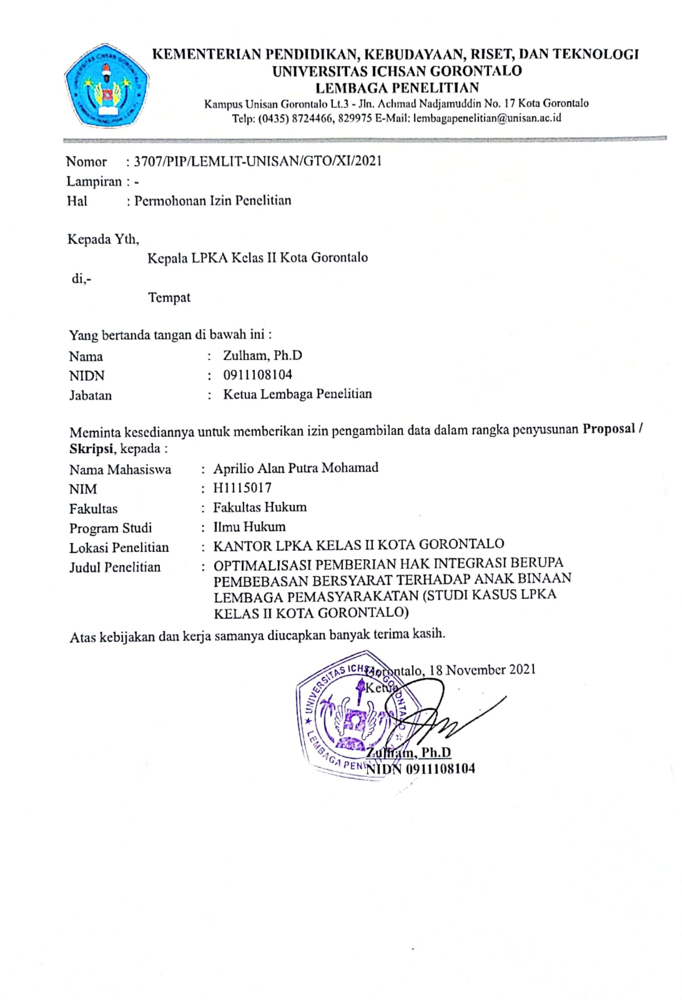 KEMENTERIAN PENDIDIKAN, KEBUDAYAAN, RISET, DAN TEKNOLOGI
UNIVERSITAS ICHSAN GORONTALO
LEMBAGA PENELITIAN
Kampus Unisan Gorontalo Lt.3 - Jln. Achmad Nadjamuddin No. 17 Kota Gorontalo
Telp: (0435) 8724466, 829975 E-Mail: lembagapenelitian@unisan.ac.id
UNIVERSITAS ICHSAN GORONTALO
Nomor : 3707/PIP/LEMLIT-UNISAN/GTO/XI/2021
Lampiran : -
Hal : Permohonan Izin Penelitian
Kepada Yth,
Kepala LPKA Kelas II Kota Gorontalo
di,-
Tempat
Yang bertanda tangan di bawah ini :
Nama : Zulham, Ph.D
NIDN : 0911108104
Jabatan : Ketua Lembaga Penelitian
Meminta kesediannya untuk memberikan izin pengambilan data dalam rangka penyusunan Proposal /
Skripsi, kepada :
Nama Mahasiswa : Aprilio Alan Putra Mohamad
NIM : H1115017
Fakultas : Fakultas Hukum
Program Studi : Ilmu Hukum
Lokasi Penelitian : KANTOR LPKA KELAS II KOTA GORONTALO
Judul Penelitian : OPTIMALISASI PEMBERIAN HAK INTEGRASI BERUPA
PEMBEBASAN BERSYARAT TERHADAP ANAK BINAAN
LEMBAGA PEMASYARAKATAN (STUDI KASUS LPKA
KELAS II KOTA GORONTALO)
Atas kebijakan dan kerja samanya diucapkan banyak terima kasih.
Gorontalo, 18 November 2021
Ketua,
UNIVERSITAS ICHSAN GORONTALO
LEMBAGA PENELITIAN
Zulham, Ph.D
NIDN 0911108104